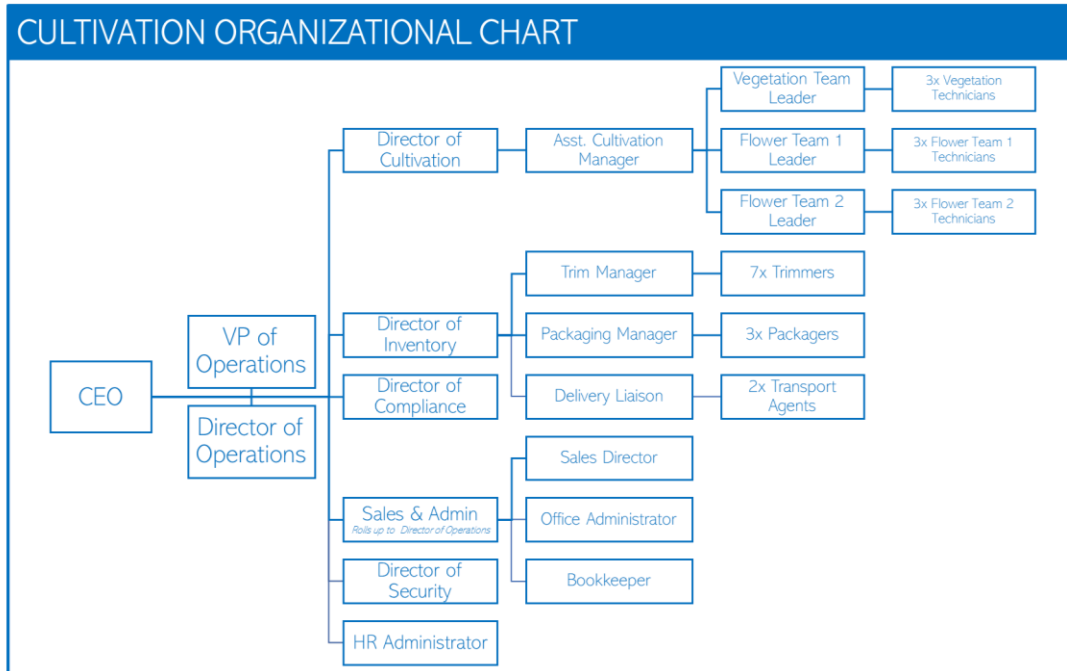 CULTIVATION ORGANIZATIONAL CHART
Vegetation Team
Leader
3x Vegetation
Technicians
Director of
Cultivation
Asst. Cultivation
Manager
Flower Team 1
Leader
3x Flower Team 1
Technicians
Flower Team 2
Leader
3x Flower Team 2
Technicians
Trim Manager
7x Trimmers
VP of
Operations
Director of
Inventory
Packaging Manager
3x Packagers
CEO
Director of
Compliance
Delivery Liaison
2x Transport
Agents
Director of
Operations
Sales Director
Sales & Admin
Rolls up to Director of Operations
Office Administrator
Director of
Security
Bookkeeper
HR Administrator